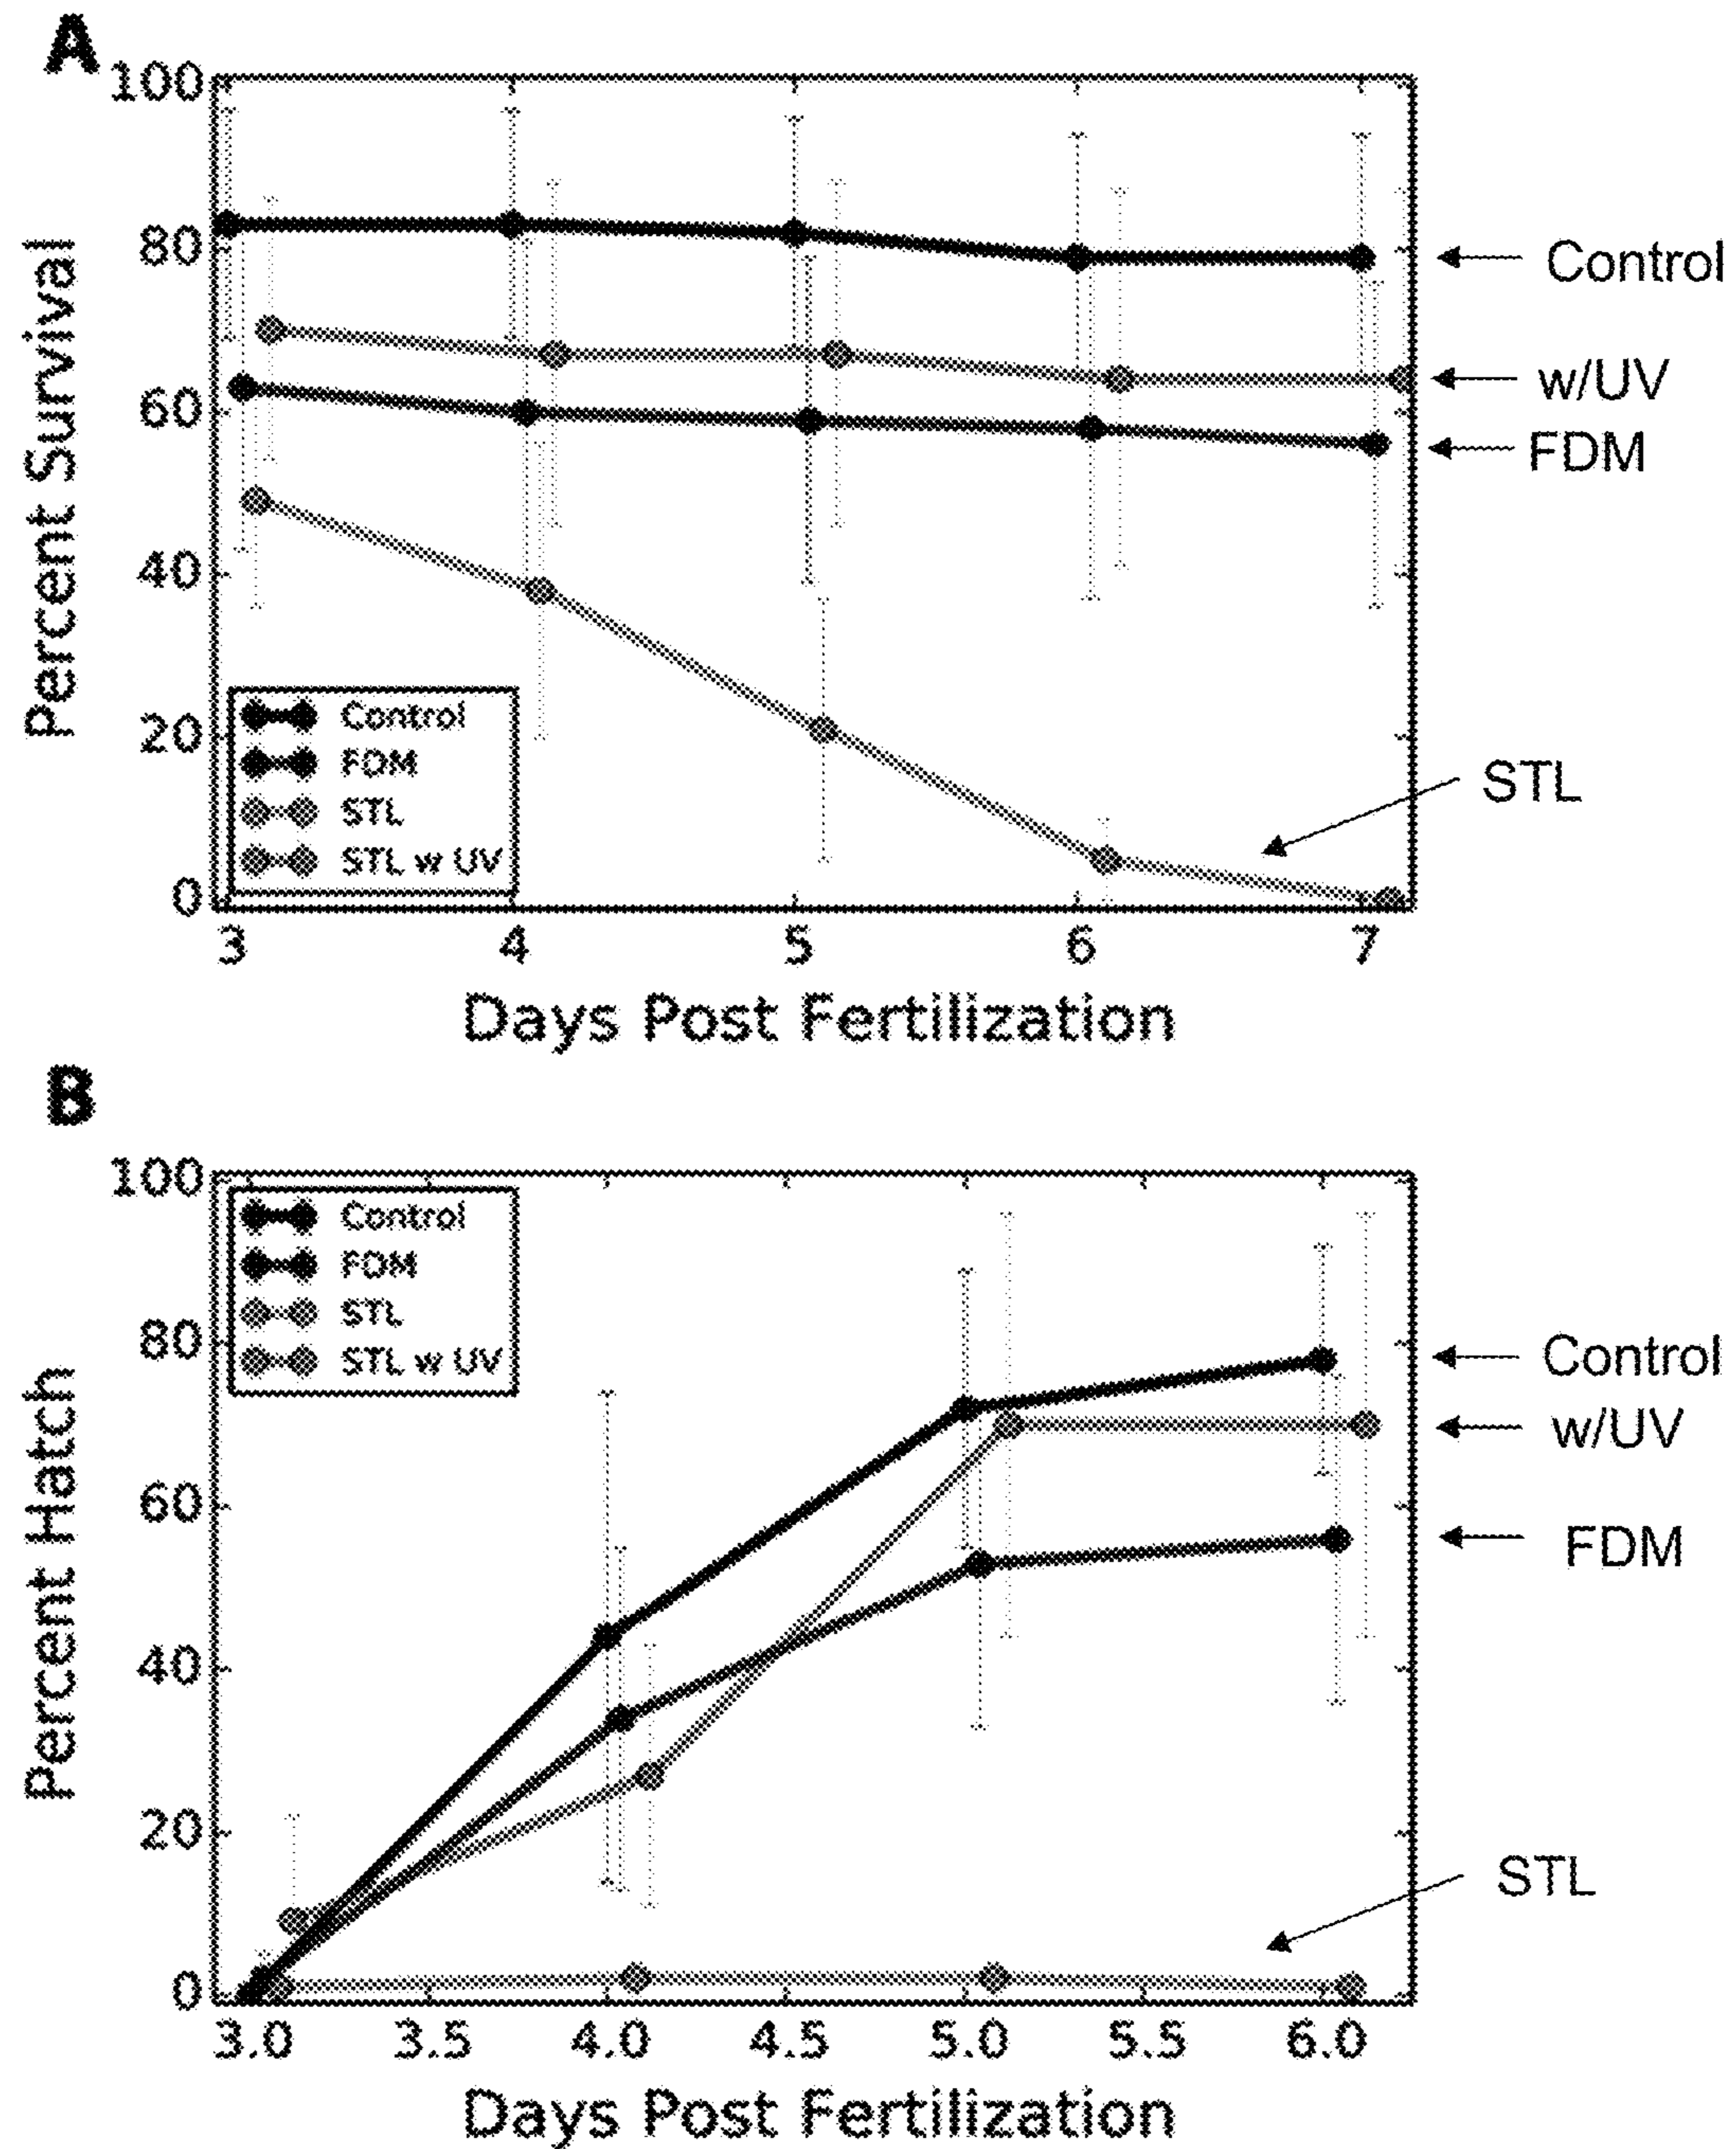 A
100
80
60
40
20
0
Percent Survival
Control
FDM
STL
STL w UV
Control
w/UV
FDM
STL
3 4 5 6 7
Days Post Fertilization
B
100
80
60
40
20
0
Percent Hatch
Control
FDM
STL
STL w UV
Control
w/UV
FDM
STL
3.0 3.5 4.0 4.5 5.0 5.5 6.0
Days Post Fertilization